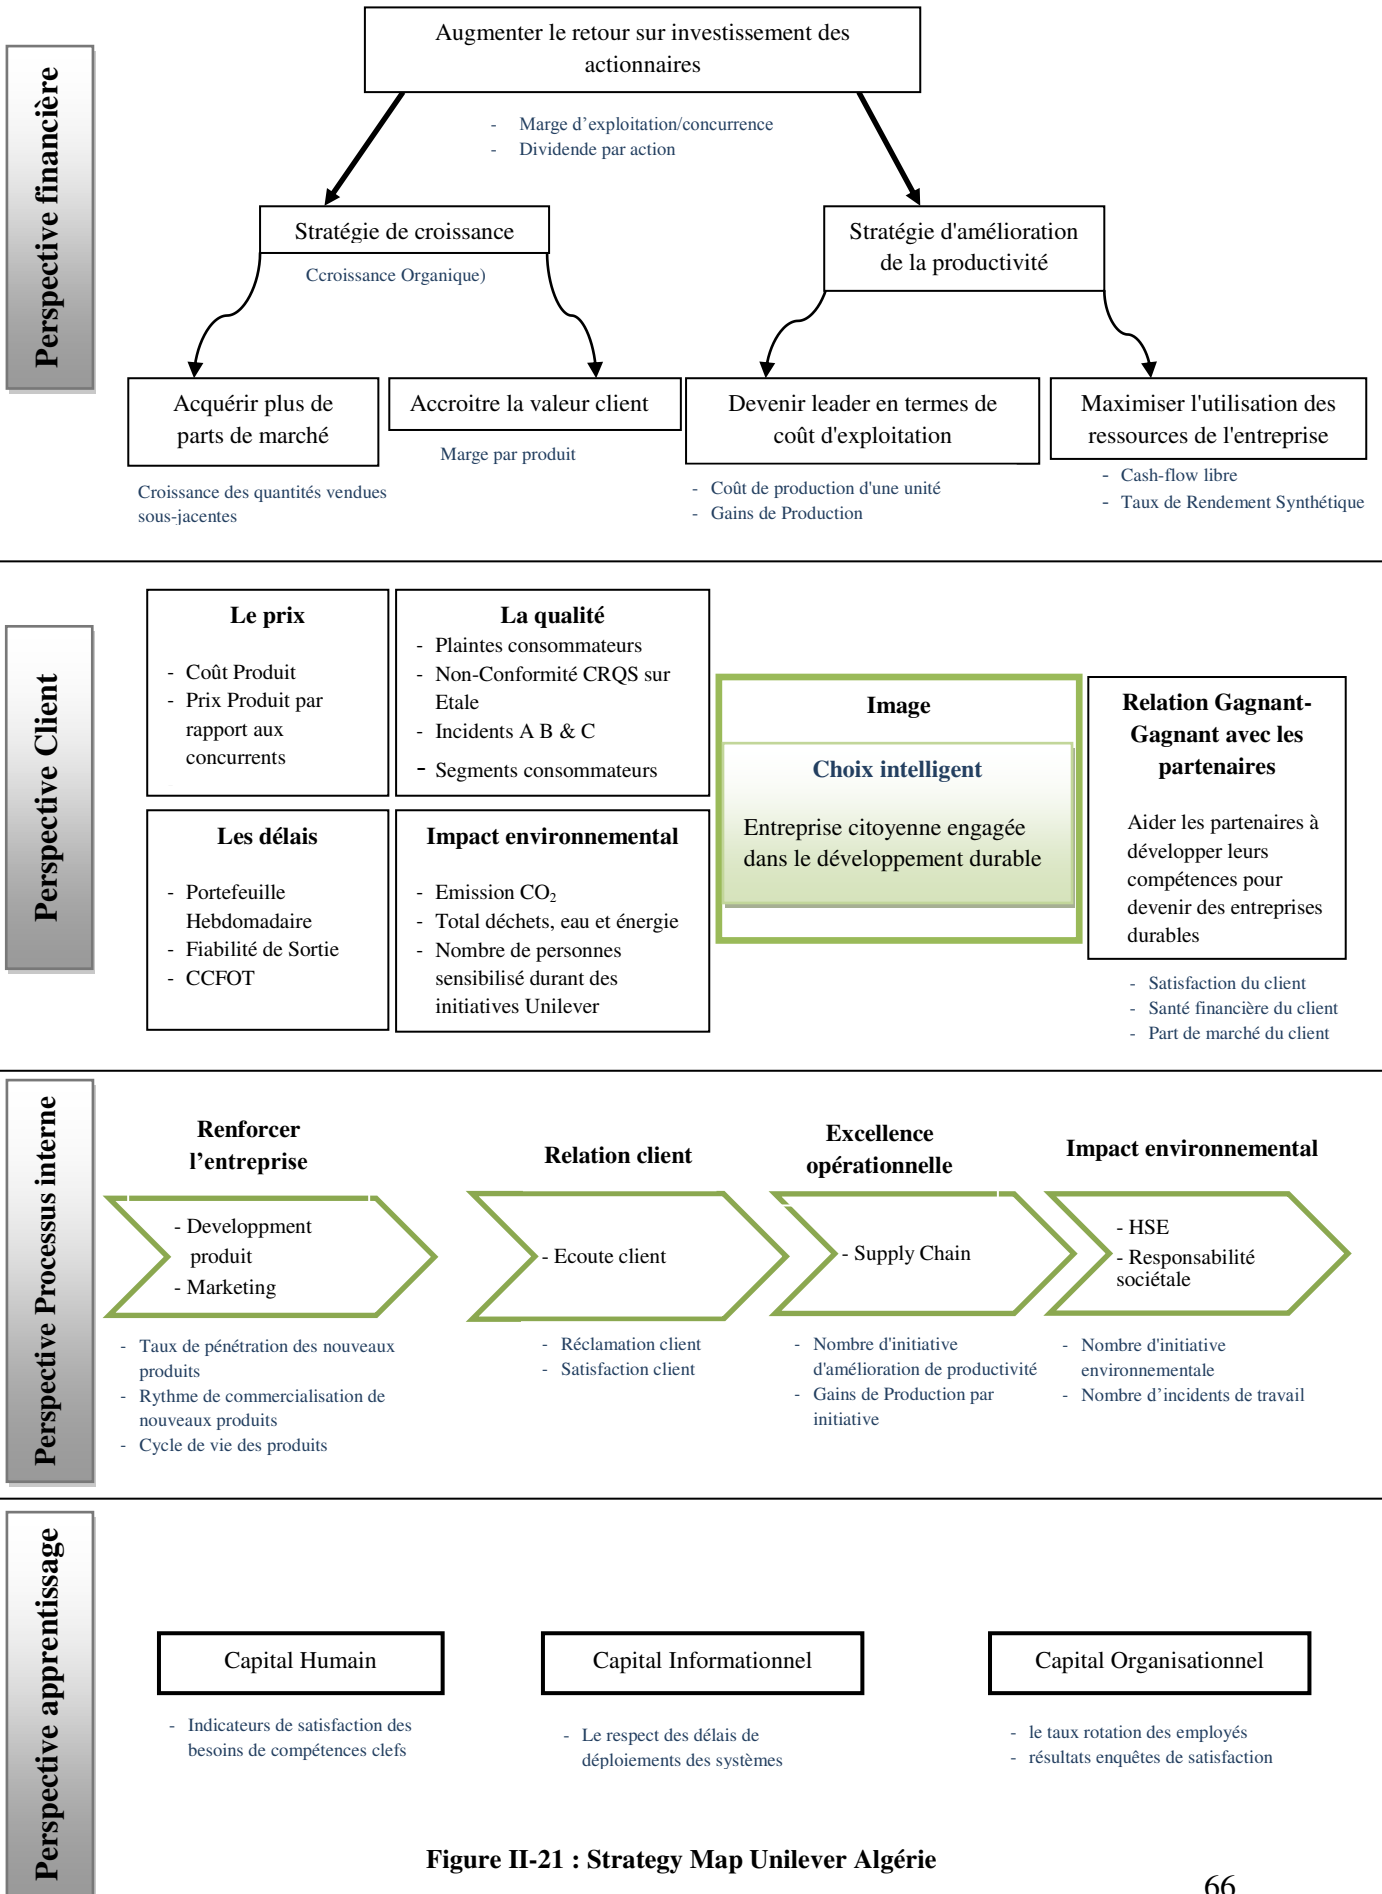 Perspective financière
Augmenter le retour sur investissement des
actionnaires
- Marge d’exploitation/concurrence
- Dividende par action
Stratégie de croissance
Ccroissance Organique)
Stratégie d'amélioration
de la productivité
Acquérir plus de
parts de marché
Croissance des quantités vendues
sous-jacentes
Accroitre la valeur client
Marge par produit
Devenir leader en termes de
coût d'exploitation
- Coût de production d'une unité
- Gains de Production
Maximiser l'utilisation des
ressources de l'entreprise
- Cash-flow libre
- Taux de Rendement Synthétique
Perspective Client
Le prix
- Coût Produit
- Prix Produit par
rapport aux
concurrents
La qualité
- Plaintes consommateurs
- Non-Conformité CRQS sur
Etale
- Incidents A B & C
- Segments consommateurs
Les délais
- Portefeuille
Hebdomadaire
- Fiabilité de Sortie
- CCFOT
Impact environnemental
- Emission CO₂
- Total déchets, eau et énergie
- Nombre de personnes
sensibilisé durant des
initiatives Unilever
Image
Choix intelligent
Entreprise citoyenne engagée
dans le développement durable
Relation Gagnant-
Gagnant avec les
partenaires
Aider les partenaires à
développer leurs
compétences pour
devenir des entreprises
durables
- Satisfaction du client
- Santé financière du client
- Part de marché du client
Perspective Processus interne
Renforcer
l’entreprise
- Developpment
produit
- Marketing
- Taux de pénétration des nouveaux
produits
- Rythme de commercialisation de
nouveaux produits
- Cycle de vie des produits
Relation client
- Ecoute client
- Réclamation client
- Satisfaction client
Excellence
opérationnelle
- Supply Chain
- Nombre d'initiative
d'amélioration de productivité
- Gains de Production par
initiative
Impact environnemental
- HSE
- Responsabilité
sociétale
- Nombre d'initiative
environnementale
- Nombre d’incidents de travail
Perspective apprentissage
Capital Humain
- Indicateurs de satisfaction des
besoins de compétences clefs
Capital Informationnel
- Le respect des délais de
déploiements des systèmes
Capital Organisationnel
- le taux rotation des employés
- résultats enquêtes de satisfaction
Figure II-21 : Strategy Map Unilever Algérie
66